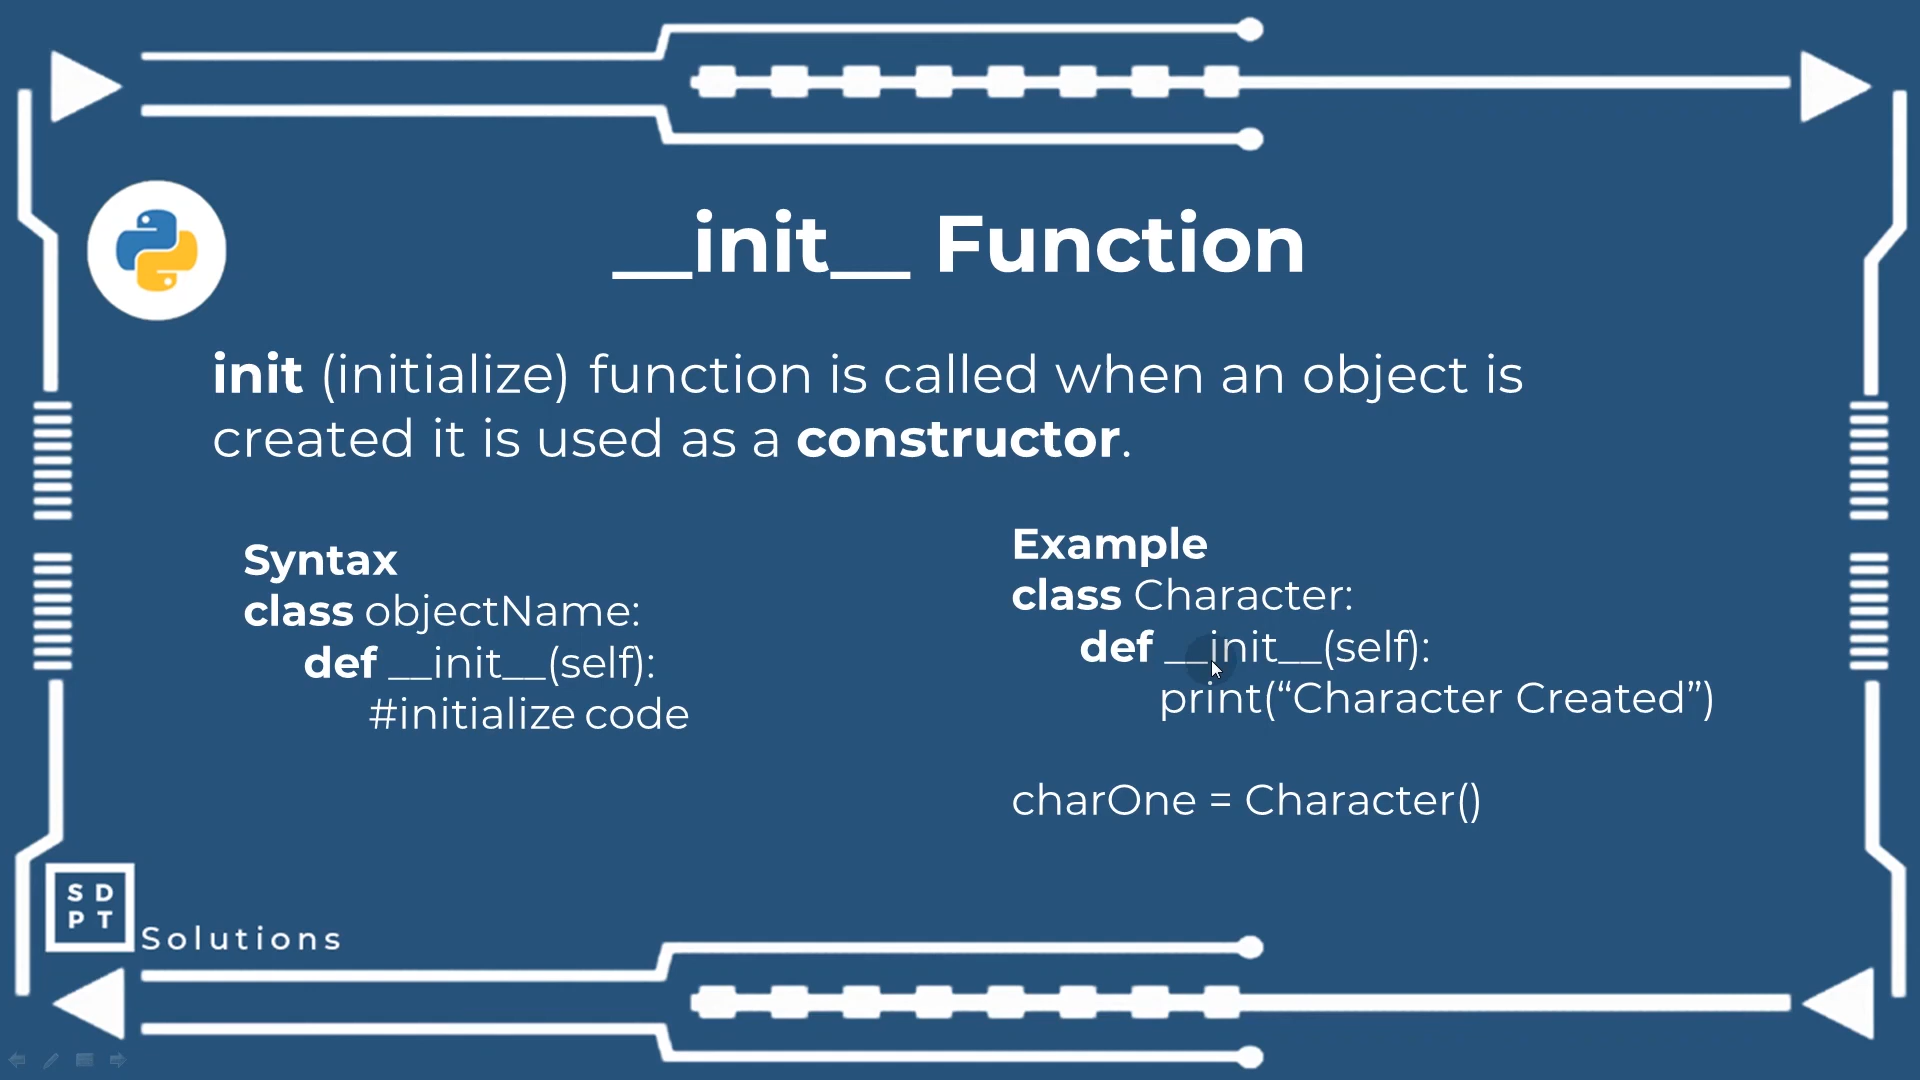 __init__ Function
init (initialize) function is called when an object is
created it is used as a constructor.
Syntax
class objectName:
def __init__(self):
#initialize code
Example
class Character:
def __init__(self):
print(“Character Created”)
charOne = Character()
S D
P T
Solutions